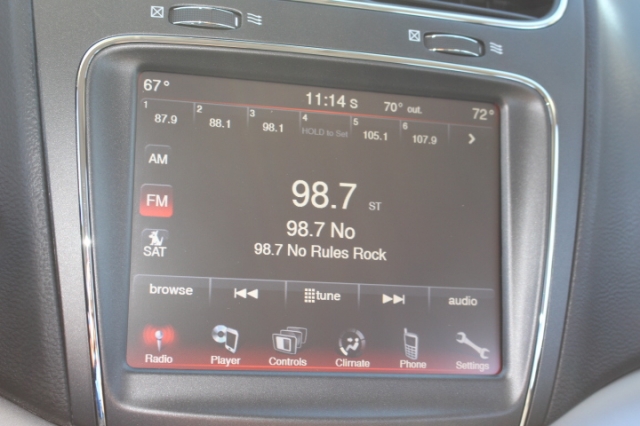 67° 11:14 S 70° out. 72°
1 2 3 4 5 6
87.9 88.1 98.1 HOLD to Set 105.1 107.9
AM
FM
SAT
98.7 ST
98.7 No
98.7 No Rules Rock
browse tune audio
Radio Player Controls Climate Phone Settings